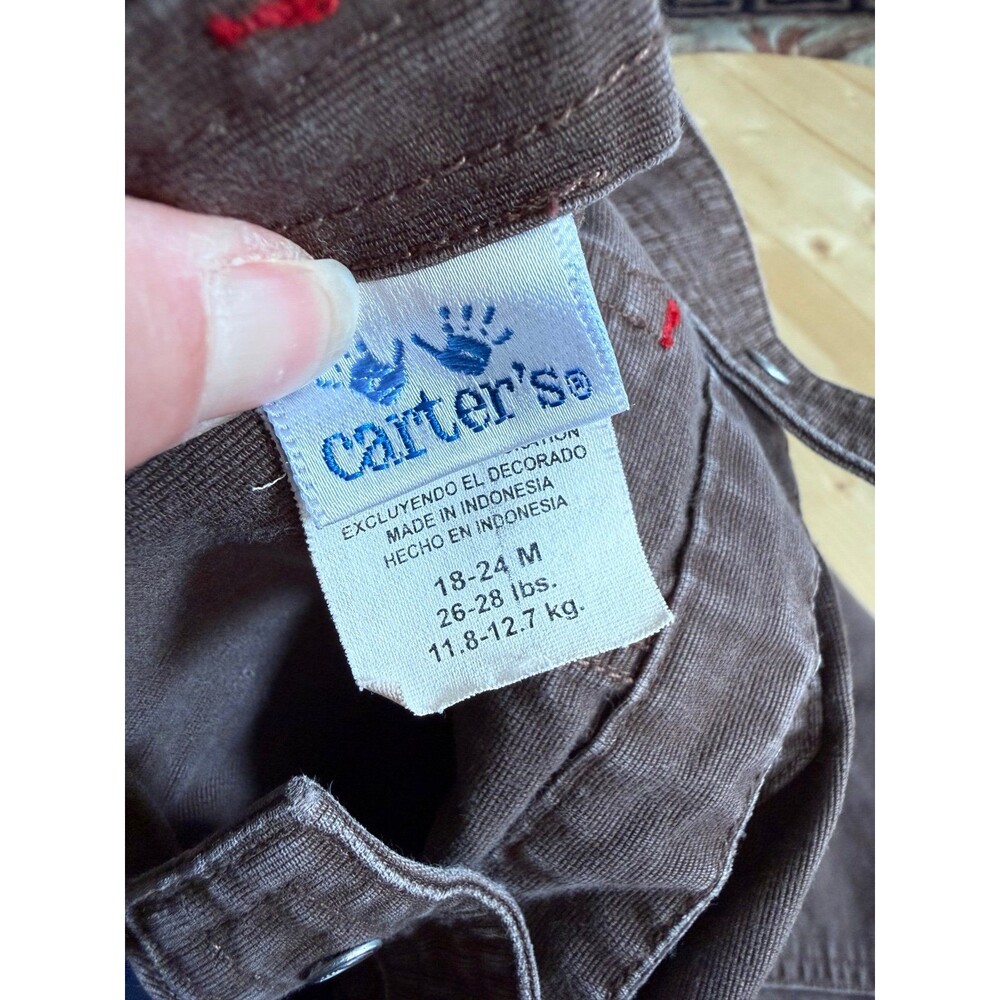 carter's®
EXCLUYENDO EL DECORADO
MADE IN INDONESIA
HECHO EN INDONESIA
18-24 M
26-28 lbs.
11.8-12.7 kg.